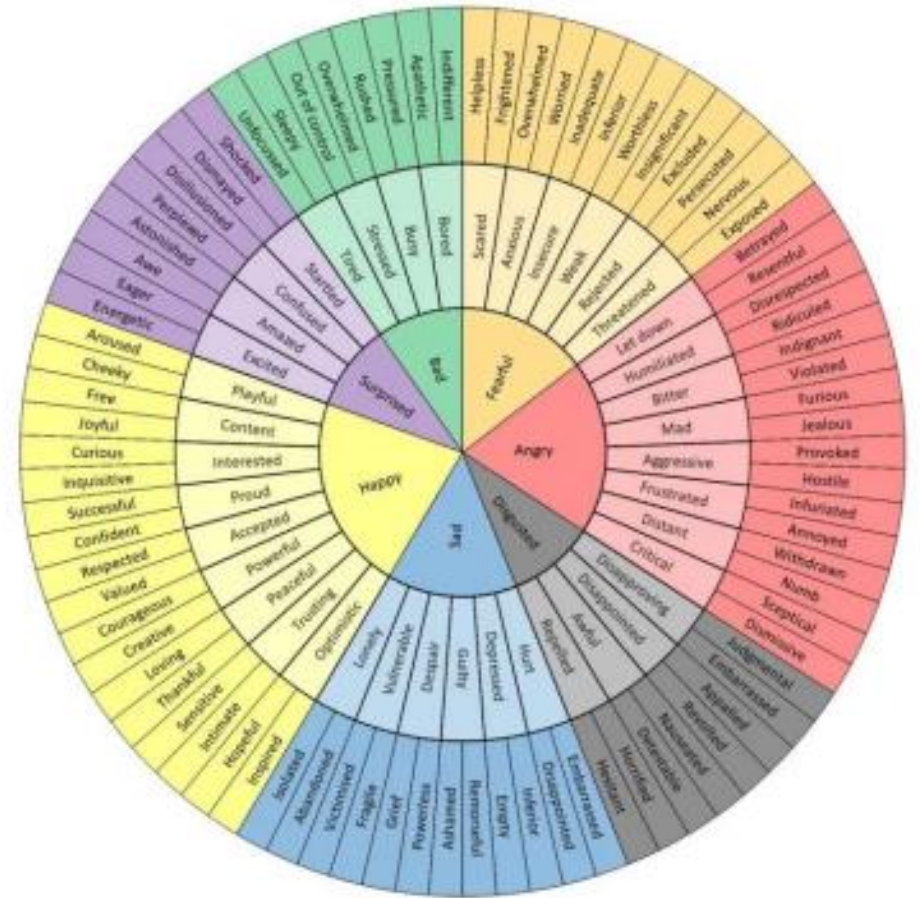 Fearful
Angry
Disgusted
Sad
Happy
Surprised
Bad
Scared
Anxious
Insecure
Weak
Rejected
Threatened
Let down
Humiliated
Bitter
Mad
Aggressive
Frustrated
Distant
Critical
Disapproving
Disappointed
Awful
Repelled
Hurt
Depressed
Guilty
Despair
Vulnerable
Lonely
Optimistic
Trusting
Peaceful
Powerful
Accepted
Proud
Interested
Content
Playful
Excited
Amazed
Confused
Startled
Tired
Stressed
Busy
Bored
Helpless
Frightened
Overwhelmed
Worried
Inadequate
Inferior
Worthless
Insignificant
Excluded
Persecuted
Nervous
Exposed
Betrayed
Resentful
Disrespected
Ridiculed
Indignant
Violated
Furious
Jealous
Provoked
Hostile
Infuriated
Annoyed
Withdrawn
Numb
Sceptical
Dismissive
Judgmental
Embarrassed
Appalled
Revolted
Nauseated
Detestable
Horrified
Hesitant
Embarrassed
Disappointed
Inferior
Empty
Remorseful
Ashamed
Powerless
Grief
Fragile
Victimised
Abandoned
Isolated
Inspired
Hopeful
Intimate
Sensitive
Thankful
Loving
Creative
Courageous
Valued
Respected
Confident
Successful
Inquisitive
Curious
Joyful
Free
Cheeky
Aroused
Energetic
Eager
Awe
Astonished
Perplexed
Disillusioned
Dismayed
Shocked
Unfocused
Sleepy
Out of control
Overwhelmed
Rushed
Pressured
Apathetic
Indifferent